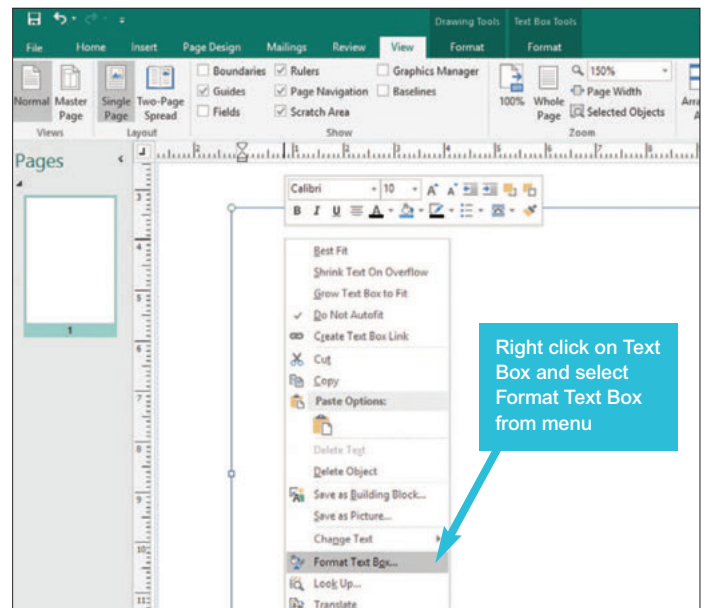 Drawing Tools Text Box Tools
File Home Insert Page Design Mailings Review View Format Format
Boundaries Rulers Graphics Manager 150%
Guides Page Navigation Baselines Page Width
Fields Scratch Area Selected Objects
Normal Master Page Single Page Two-Page Spread 100% Whole Page
Views Layout Show Zoom
Pages
1
Calibri 10 A A
B I U A
Best Fit
Shrink Text On Overflow
Grow Text Box to Fit
Do Not Autofit
Create Text Box Link
Cut
Copy
Paste Options:
Delete Text
Delete Object
Save as Building Block...
Save as Picture...
Change Text
Format Text Box...
Look Up...
Translate
Right click on Text
Box and select
Format Text Box
from menu